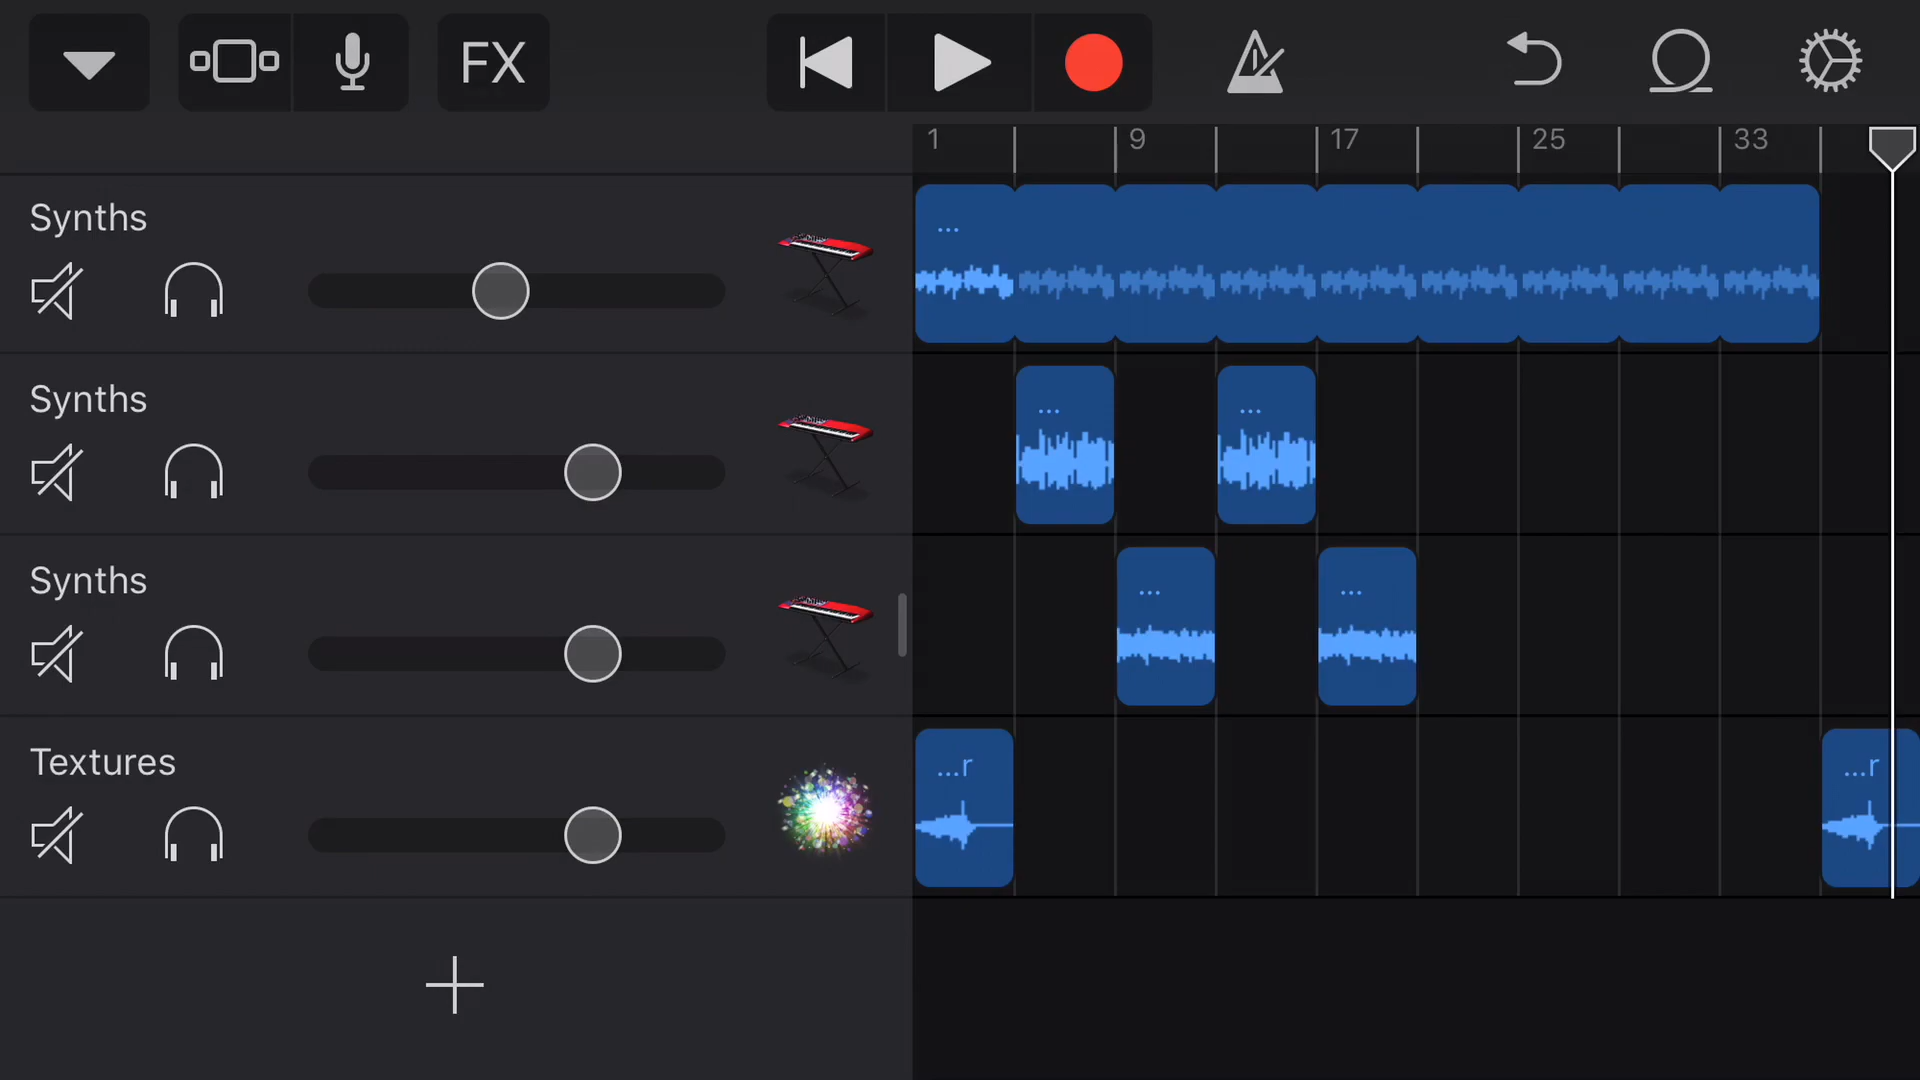 FX
1 9 17 25 33
Synths
...
Synths
... ...
Synths
... ...
Textures
...r ...r